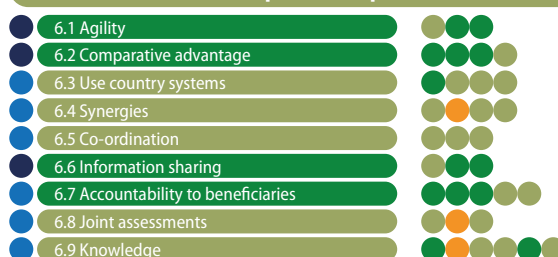 6.1 Agility
6.2 Comparative advantage
6.3 Use country systems
6.4 Synergies
6.5 Co-ordination
6.6 Information sharing
6.7 Accountability to beneficiaries
6.8 Joint assessments
6.9 Knowledge